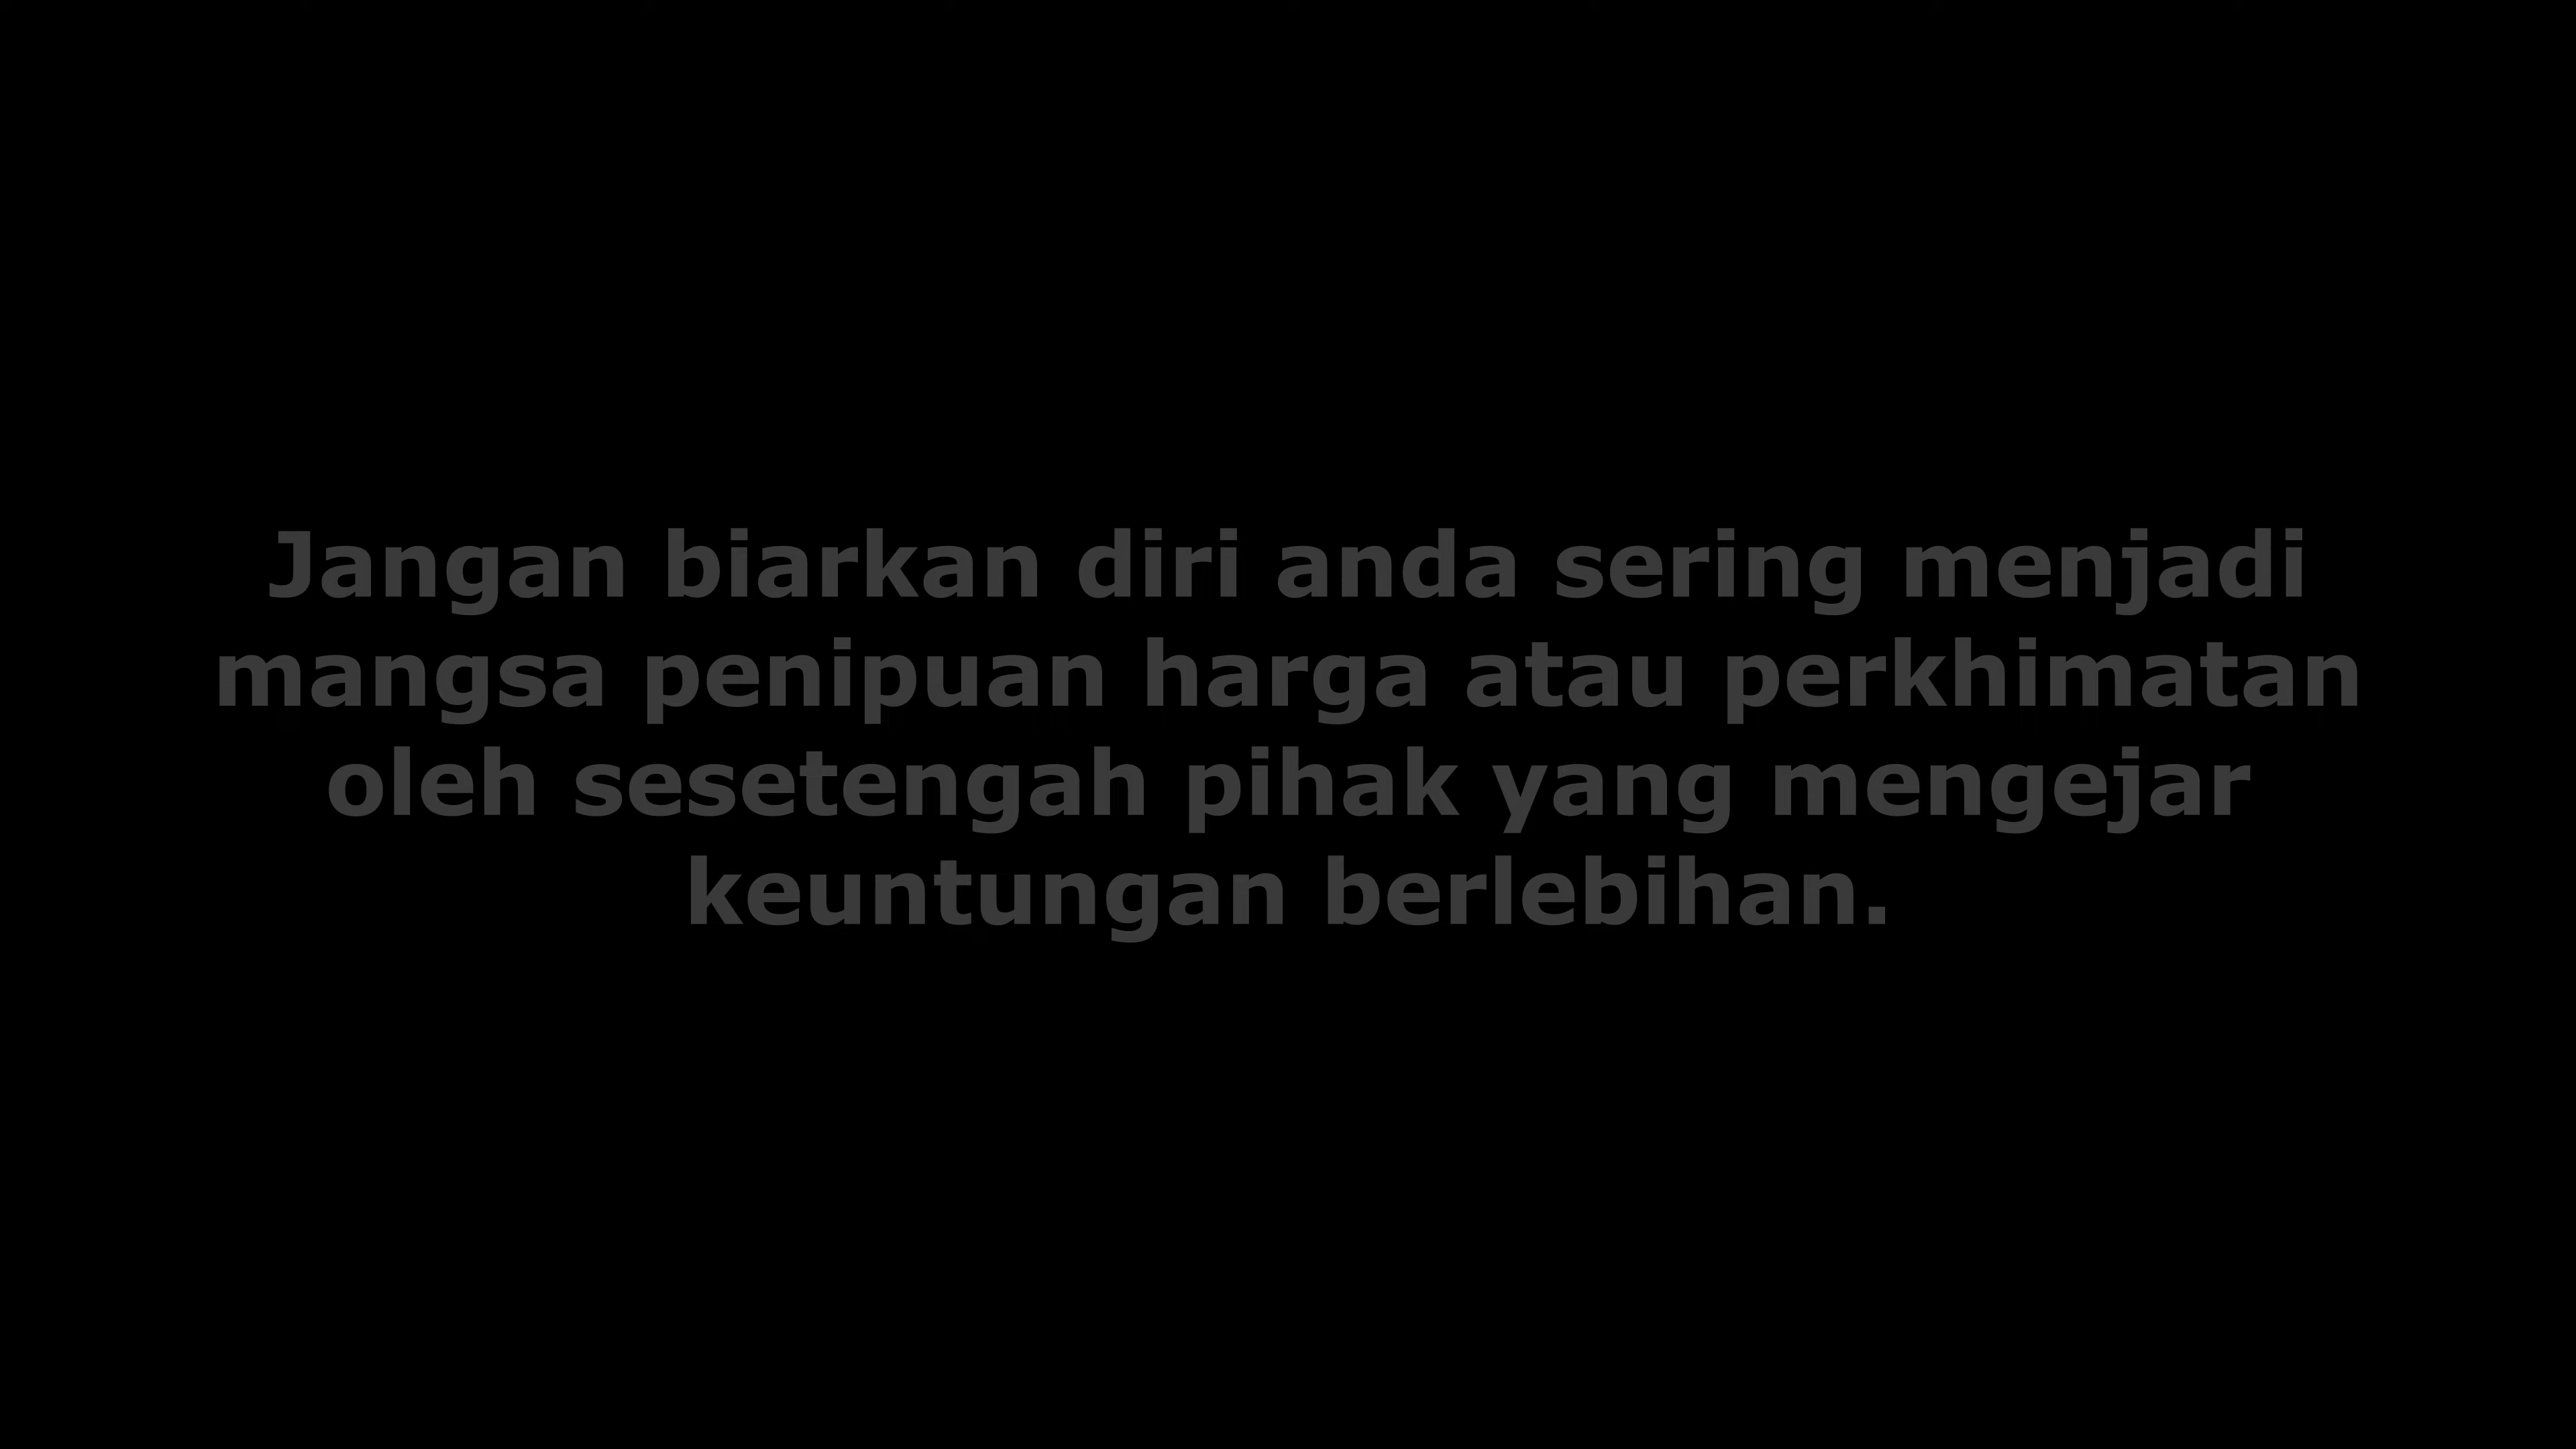 Jangan biarkan diri anda sering menjadi
mangsa penipuan harga atau perkhimatan
oleh sesetengah pihak yang mengejar
keuntungan berlebihan.